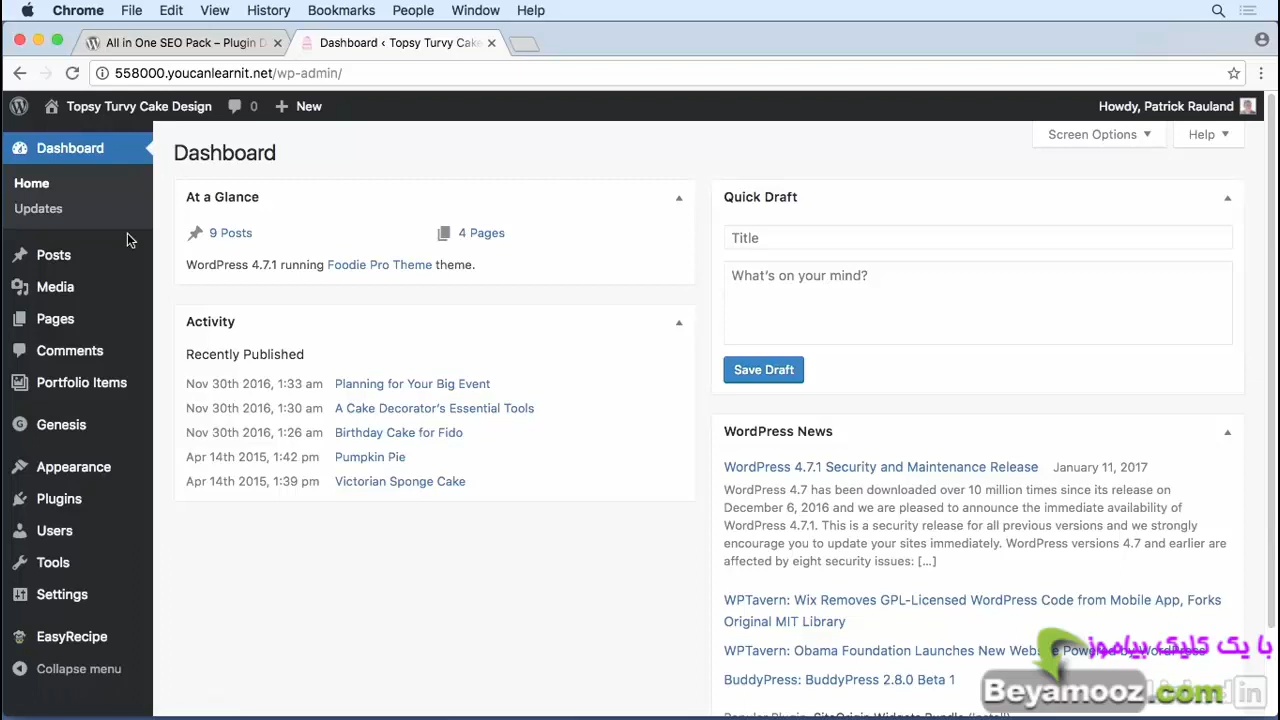 Chrome File Edit View History Bookmarks People Window Help
All in One SEO Pack – Plugin D
Dashboard ‹ Topsy Turvy Cake
558000.youcanlearnit.net/wp-admin/
Topsy Turvy Cake Design 0 + New
Howdy, Patrick Rauland
Screen Options
Help
Dashboard
Home
Updates
Posts
Media
Pages
Comments
Portfolio Items
Genesis
Appearance
Plugins
Users
Tools
Settings
EasyRecipe
Collapse menu
Dashboard
At a Glance
9 Posts
4 Pages
WordPress 4.7.1 running Foodie Pro Theme theme.
Activity
Recently Published
Nov 30th 2016, 1:33 am Planning for Your Big Event
Nov 30th 2016, 1:30 am A Cake Decorator's Essential Tools
Nov 30th 2016, 1:26 am Birthday Cake for Fido
Apr 14th 2015, 1:42 pm Pumpkin Pie
Apr 14th 2015, 1:39 pm Victorian Sponge Cake
Quick Draft
Title
What's on your mind?
Save Draft
WordPress News
WordPress 4.7.1 Security and Maintenance Release January 11, 2017
WordPress 4.7 has been downloaded over 10 million times since its release on
December 6, 2016 and we are pleased to announce the immediate availability of
WordPress 4.7.1. This is a security release for all previous versions and we strongly
encourage you to update your sites immediately. WordPress versions 4.7 and earlier are
affected by eight security issues: […]
WPTavern: Wix Removes GPL-Licensed WordPress Code from Mobile App, Forks
Original MIT Library
WPTavern: Obama Foundation Launches New Website Powered by WordPress
BuddyPress: BuddyPress 2.8.0 Beta 1
Popular Plugin: SiteOrigin Widgets Bundle (Install)
با یک کلیک بیاموز
Beyamooz.com
in